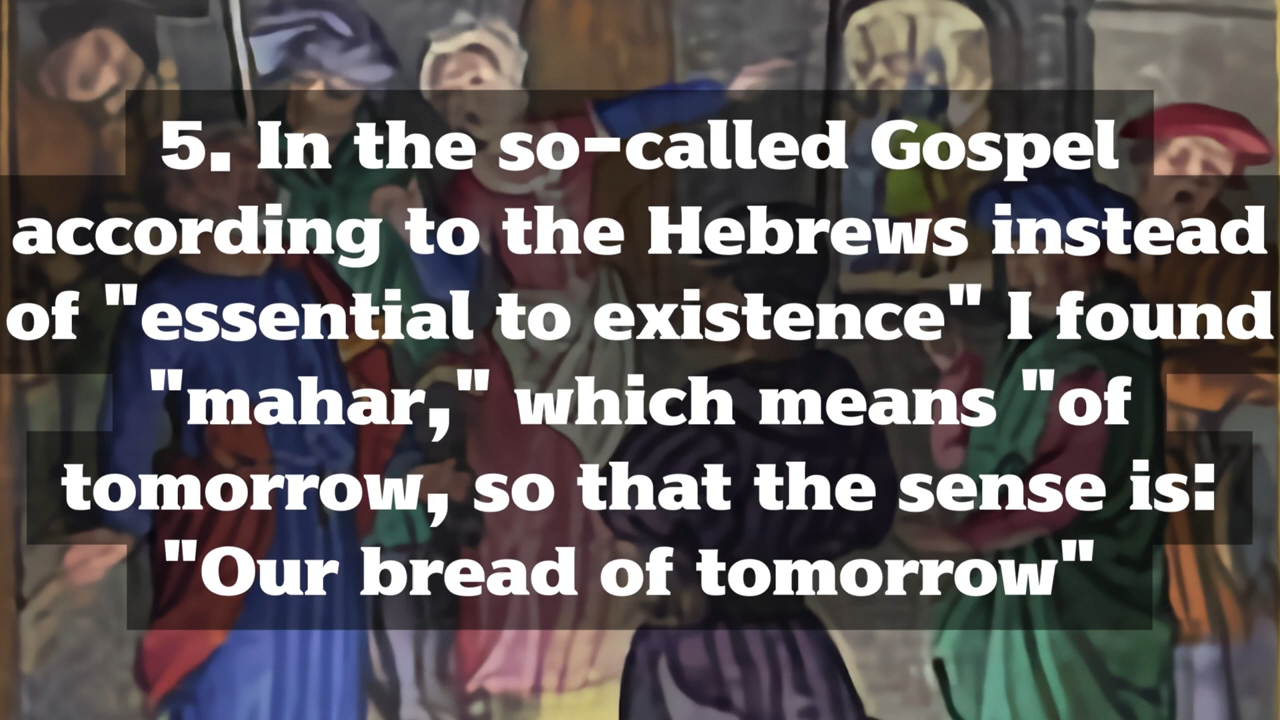 5. In the so-called Gospel
according to the Hebrews instead
of "essential to existence" I found
"mahar," which means "of
tomorrow, so that the sense is:
"Our bread of tomorrow"